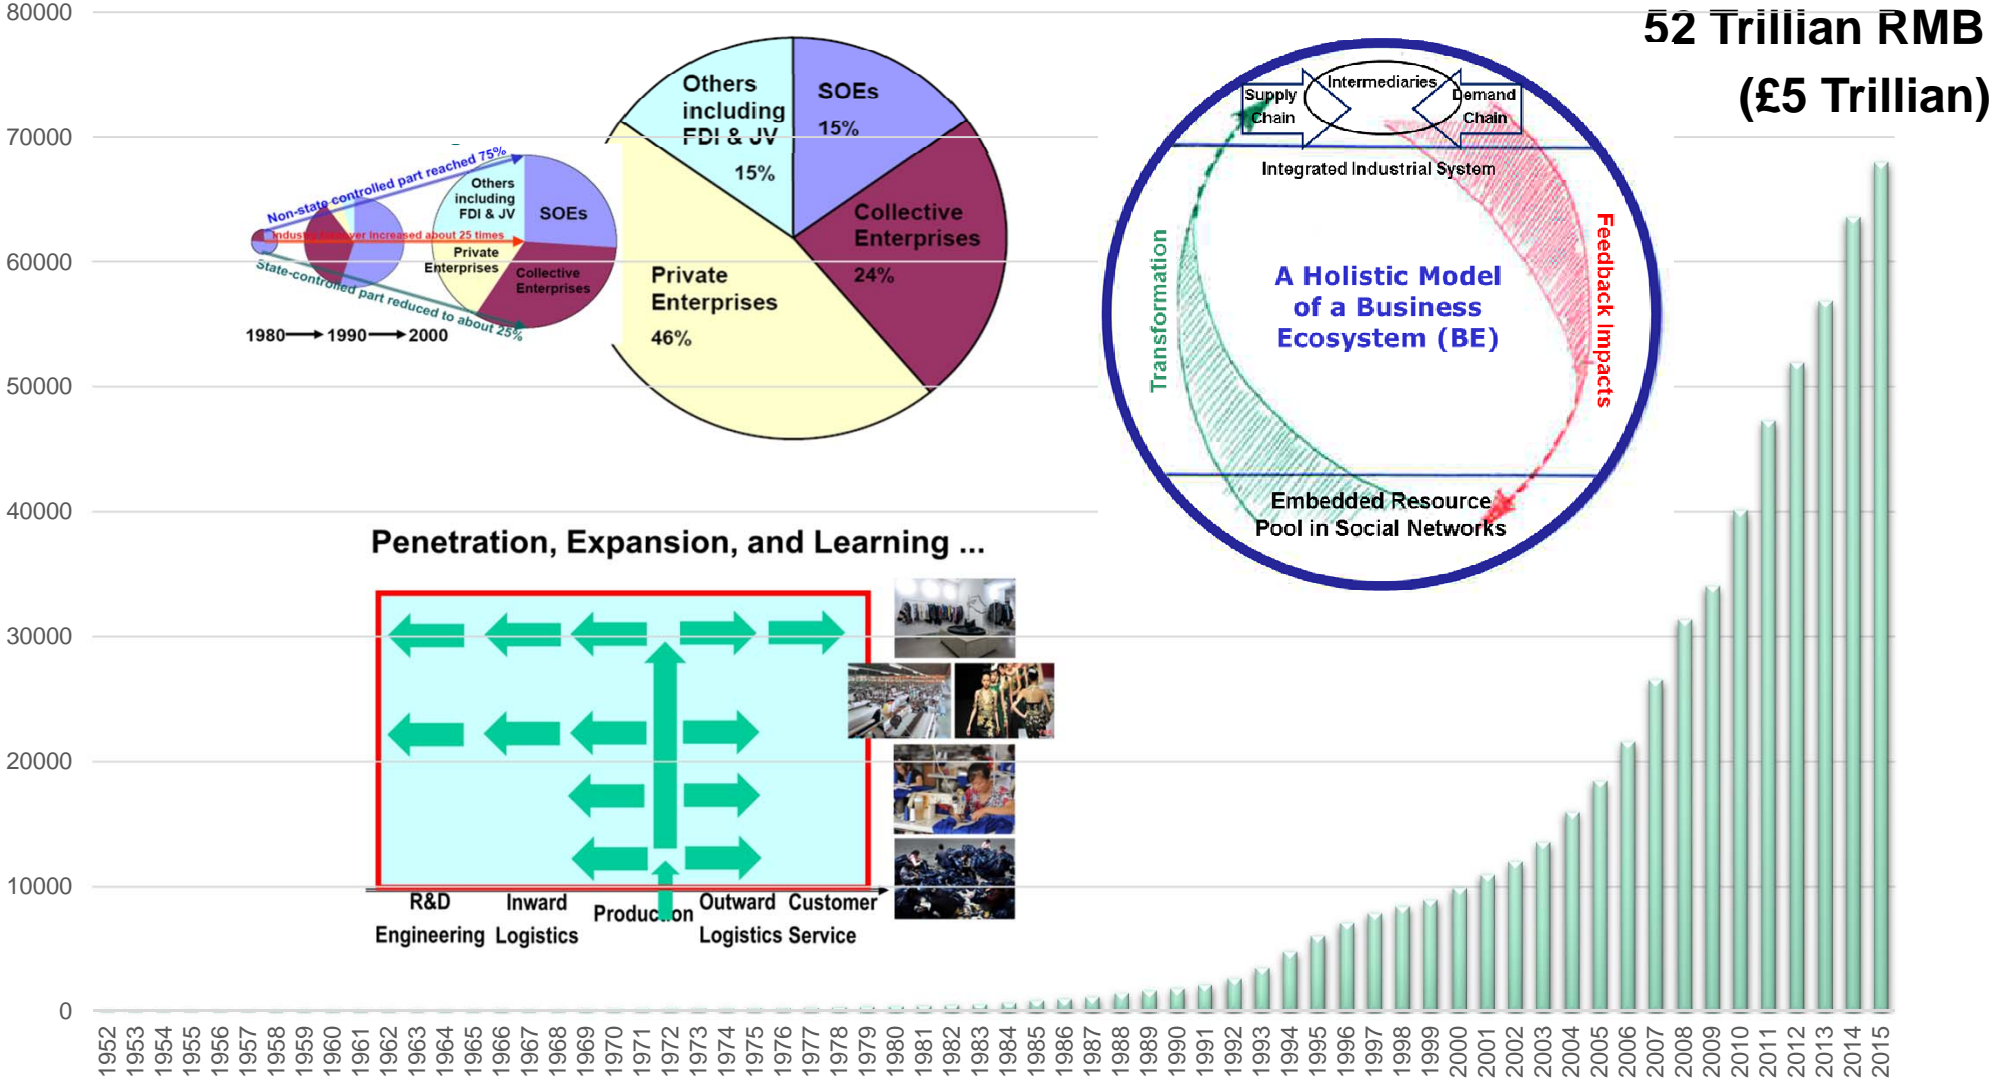 80000
70000
60000
50000
40000
30000
20000
10000
0
52 Trillian RMB
(£5 Trillian)
Others
including
FDI & JV
15%
SOEs
15%
Collective
Enterprises
24%
Private
Enterprises
46%
Non-state controlled part reached 75%
Industry turnover increased about 25 times
State-controlled part reduced to about 25%
Others
including
FDI & JV
SOEs
Private
Enterprises
Collective
Enterprises
1980 1990 2000
Supply
Chain
Intermediaries
Demand
Chain
Integrated Industrial System
Transformation
A Holistic Model
of a Business
Ecosystem (BE)
Feedback Impacts
Embedded Resource
Pool in Social Networks
Penetration, Expansion, and Learning ...
R&D
Engineering
Inward
Logistics
Production
Outward
Logistics
Customer
Service
1952
1953
1954
1955
1956
1957
1958
1959
1960
1961
1962
1963
1964
1965
1966
1967
1968
1969
1970
1971
1972
1973
1974
1975
1976
1977
1978
1979
1980
1981
1982
1983
1984
1985
1986
1987
1988
1989
1990
1991
1992
1993
1994
1995
1996
1997
1998
1999
2000
2001
2002
2003
2004
2005
2006
2007
2008
2009
2010
2011
2012
2013
2014
2015